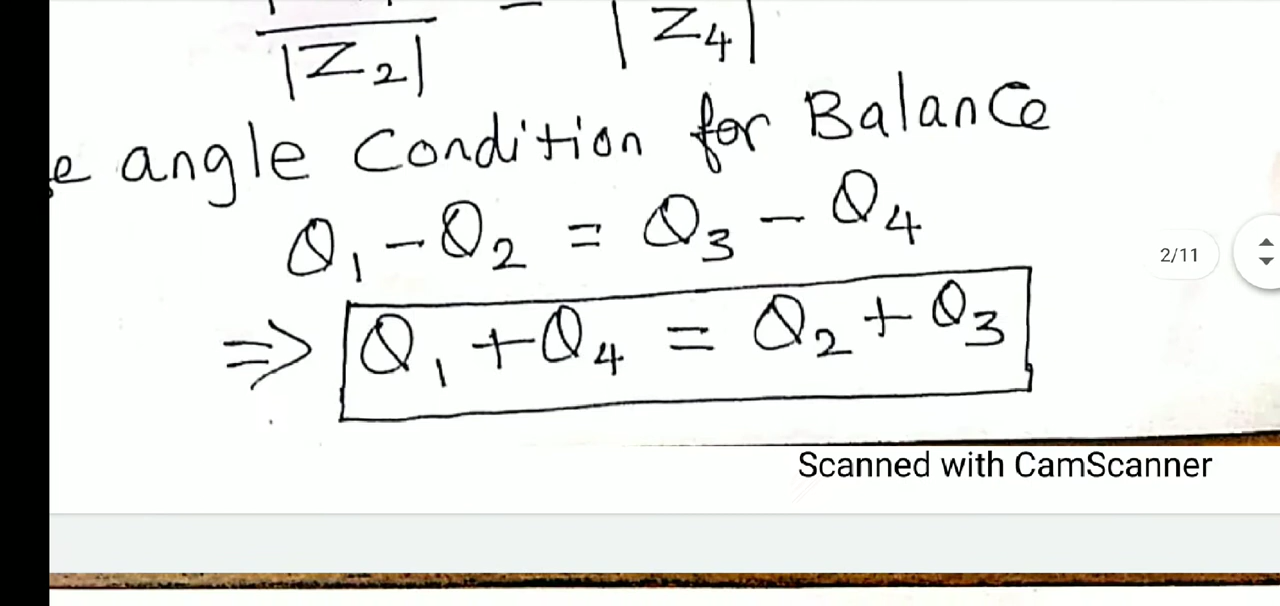 |Z2| = |Z4|
e angle Condition for Balance
θ1 - θ2 = θ3 - θ4
2/11
⇒ θ1 + θ4 = θ2 + θ3
Scanned with CamScanner